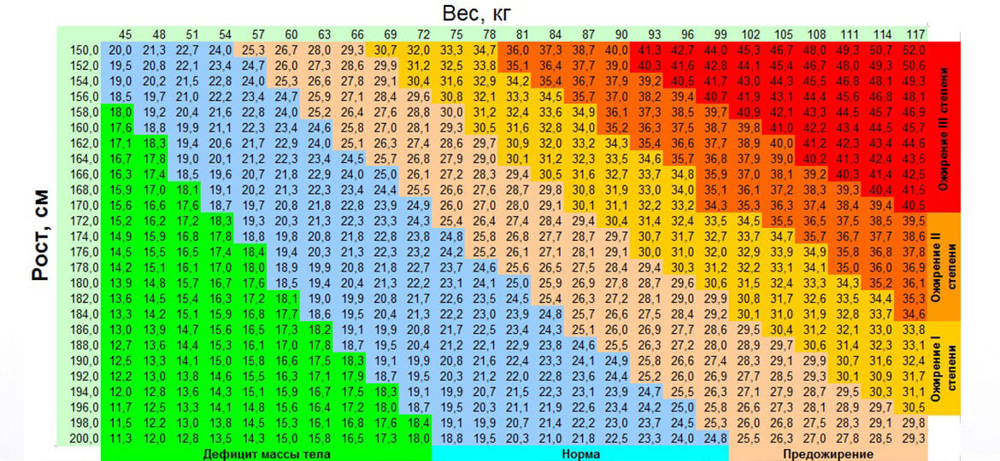 Вес, кг
45 48 51 54 57 60 63 66 69 72 75 78 81 84 87 90 93 96 99 102 105 108 111 114 117
150,0 20,0 21,3 22,7 24,0 25,3 26,7 28,0 29,3 30,7 32,0 33,3 34,7 36,0 37,3 38,7 40,0 41,3 42,7 44,0 45,3 46,7 48,0 49,3 50,7 52,0
152,0 19,5 20,8 22,1 23,4 24,7 26,0 27,3 28,6 29,9 31,2 32,5 33,8 35,1 36,4 37,7 39,0 40,3 41,6 42,8 44,1 45,4 46,7 48,0 49,3 50,6
154,0 19,0 20,2 21,5 22,8 24,0 25,3 26,6 27,8 29,1 30,4 31,6 32,9 34,2 35,4 36,7 37,9 39,2 40,5 41,7 43,0 44,3 45,5 46,8 48,1 49,3
156,0 18,5 19,7 21,0 22,2 23,4 24,7 25,9 27,1 28,4 29,6 30,8 32,1 33,3 34,5 35,7 37,0 38,2 39,4 40,7 41,9 43,1 44,4 45,6 46,8 48,1
158,0 18,0 19,2 20,4 21,6 22,8 24,0 25,2 26,4 27,6 28,8 30,0 31,2 32,4 33,6 34,9 36,1 37,3 38,5 39,7 40,9 42,1 43,3 44,5 45,7 46,9
160,0 17,6 18,8 19,9 21,1 22,3 23,4 24,6 25,8 27,0 28,1 29,3 30,5 31,6 32,8 34,0 35,2 36,3 37,5 38,7 39,8 41,0 42,2 43,4 44,5 45,7
162,0 17,1 18,3 19,4 20,6 21,7 22,9 24,0 25,1 26,3 27,4 28,6 29,7 30,9 32,0 33,2 34,3 35,4 36,6 37,7 38,9 40,0 41,2 42,3 43,4 44,6
164,0 16,7 17,8 19,0 20,1 21,2 22,3 23,4 24,5 25,7 26,8 27,9 29,0 30,1 31,2 32,3 33,5 34,6 35,7 36,8 37,9 39,0 40,2 41,3 42,4 43,5
166,0 16,3 17,4 18,5 19,6 20,7 21,8 22,9 24,0 25,0 26,1 27,2 28,3 29,4 30,5 31,6 32,7 33,7 34,8 35,9 37,0 38,1 39,2 40,3 41,4 42,5
168,0 15,9 17,0 18,1 19,1 20,2 21,3 22,3 23,4 24,4 25,5 26,6 27,6 28,7 29,8 30,8 31,9 33,0 34,0 35,1 36,1 37,2 38,3 39,3 40,4 41,5
170,0 15,6 16,6 17,6 18,7 19,7 20,8 21,8 22,8 23,9 24,9 26,0 27,0 28,0 29,1 30,1 31,1 32,2 33,2 34,3 35,3 36,3 37,4 38,4 39,4 40,5
172,0 15,2 16,2 17,2 18,3 19,3 20,3 21,3 22,3 23,3 24,3 25,4 26,4 27,4 28,4 29,4 30,4 31,4 32,4 33,5 34,5 35,5 36,5 37,5 38,5 39,5
174,0 14,9 15,9 16,8 17,8 18,8 19,8 20,8 21,8 22,8 23,8 24,8 25,8 26,8 27,7 28,7 29,7 30,7 31,7 32,7 33,7 34,7 35,7 36,7 37,7 38,6
176,0 14,5 15,5 16,5 17,4 18,4 19,4 20,3 21,3 22,3 23,2 24,2 25,2 26,1 27,1 28,1 29,1 30,0 31,0 32,0 32,9 33,9 34,9 35,8 36,8 37,8
178,0 14,2 15,1 16,1 17,0 18,0 18,9 19,9 20,8 21,8 22,7 23,7 24,6 25,6 26,5 27,5 28,4 29,4 30,3 31,2 32,2 33,1 34,1 35,0 36,0 36,9
180,0 13,9 14,8 15,7 16,7 17,6 18,5 19,4 20,4 21,3 22,2 23,1 24,1 25,0 25,9 26,9 27,8 28,7 29,6 30,6 31,5 32,4 33,3 34,3 35,2 36,1
182,0 13,6 14,5 15,4 16,3 17,2 18,1 19,0 19,9 20,8 21,7 22,6 23,5 24,5 25,4 26,3 27,2 28,1 29,0 29,9 30,8 31,7 32,6 33,5 34,4 35,3
184,0 13,3 14,2 15,1 15,9 16,8 17,7 18,6 19,5 20,4 21,3 22,2 23,0 23,9 24,8 25,7 26,6 27,5 28,4 29,2 30,1 31,0 31,9 32,8 33,7 34,6
186,0 13,0 13,9 14,7 15,6 16,5 17,3 18,2 19,1 19,9 20,8 21,7 22,5 23,4 24,3 25,1 26,0 26,9 27,7 28,6 29,5 30,4 31,2 32,1 33,0 33,8
188,0 12,7 13,6 14,4 15,3 16,1 17,0 17,8 18,7 19,5 20,4 21,2 22,1 22,9 23,8 24,6 25,5 26,3 27,2 28,0 28,9 29,7 30,6 31,4 32,3 33,1
190,0 12,5 13,3 14,1 15,0 15,8 16,6 17,5 18,3 19,1 19,9 20,8 21,6 22,4 23,3 24,1 24,9 25,8 26,6 27,4 28,3 29,1 29,9 30,7 31,6 32,4
192,0 12,2 13,0 13,8 14,6 15,5 16,3 17,1 17,9 18,7 19,5 20,3 21,2 22,0 22,8 23,6 24,4 25,2 26,0 26,9 27,7 28,5 29,3 30,1 30,9 31,7
194,0 12,0 12,8 13,6 14,3 15,1 15,9 16,7 17,5 18,3 19,1 19,9 20,7 21,5 22,3 23,1 23,9 24,7 25,5 26,3 27,1 27,9 28,7 29,5 30,3 31,1
196,0 11,7 12,5 13,3 14,1 14,8 15,6 16,4 17,2 18,0 18,7 19,5 20,3 21,1 21,9 22,6 23,4 24,2 25,0 25,8 26,6 27,3 28,1 28,9 29,7 30,5
198,0 11,5 12,2 13,0 13,8 14,5 15,3 16,1 16,8 17,6 18,4 19,1 19,9 20,7 21,4 22,2 23,0 23,7 24,5 25,3 26,0 26,8 27,5 28,3 29,1 29,8
200,0 11,3 12,0 12,8 13,5 14,3 15,0 15,8 16,5 17,3 18,0 18,8 19,5 20,3 21,0 21,8 22,5 23,3 24,0 24,8 25,5 26,3 27,0 27,8 28,5 29,3
Дефицит массы тела Норма Предожирение
Рост, см
Ожирение III степени
Ожирение II
степени
Ожирение I
степени